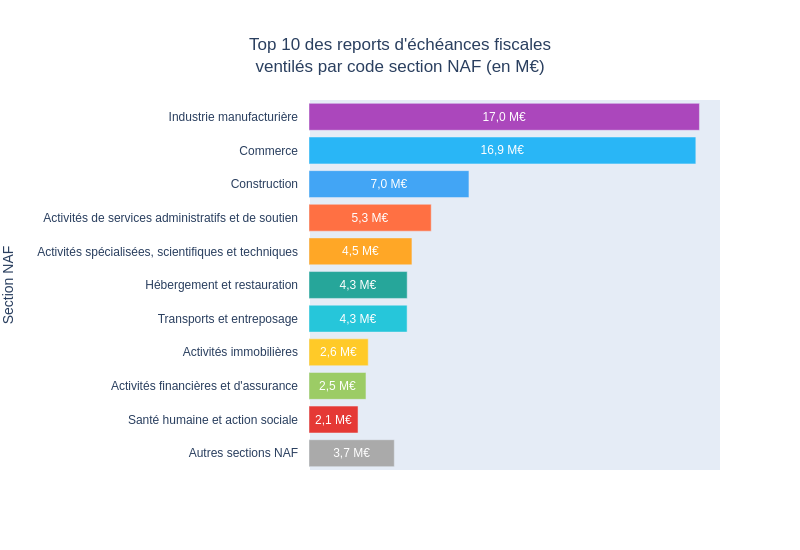 Top 10 des reports d'échéances fiscales
ventilés par code section NAF (en M€)
Section NAF
Industrie manufacturière 17,0 M€
Commerce 16,9 M€
Construction 7,0 M€
Activités de services administratifs et de soutien 5,3 M€
Activités spécialisées, scientifiques et techniques 4,5 M€
Hébergement et restauration 4,3 M€
Transports et entreposage 4,3 M€
Activités immobilières 2,6 M€
Activités financières et d'assurance 2,5 M€
Santé humaine et action sociale 2,1 M€
Autres sections NAF 3,7 M€